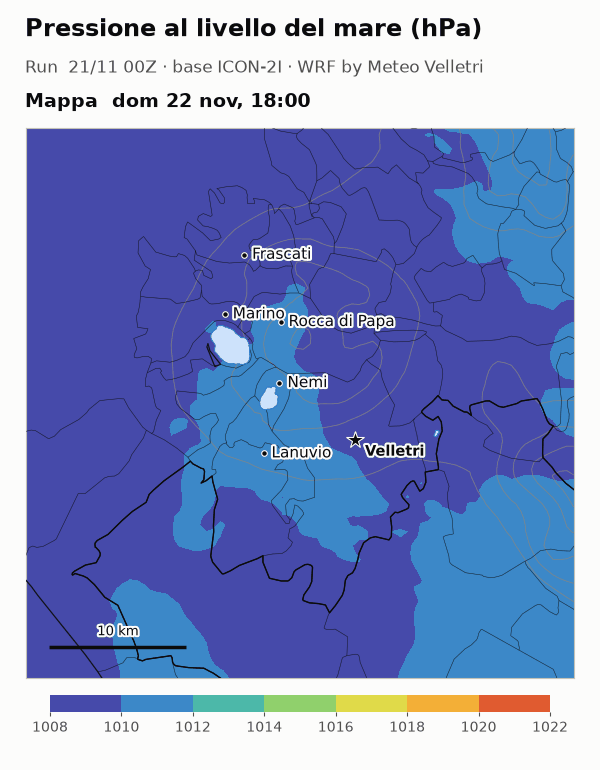 Pressione al livello del mare (hPa)
Run  21/11 00Z · base ICON-2I · WRF by Meteo Velletri
Mappa  dom 22 nov, 18:00
Frascati
Marino
Rocca di Papa
Nemi
Velletri
Lanuvio
10 km
1008 1010 1012 1014 1016 1018 1020 1022